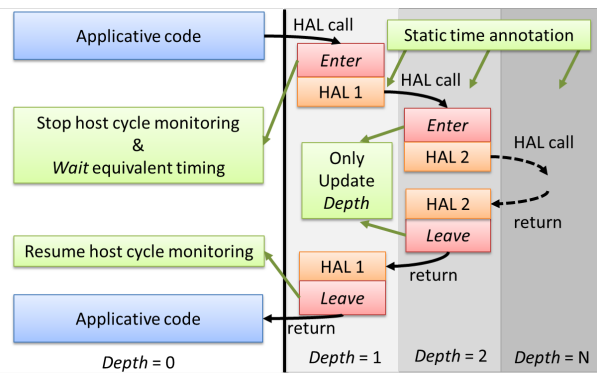 Applicative code
HAL call
Enter
HAL 1
Static time annotation
HAL call
Stop host cycle monitoring
&
Wait equivalent timing
Only
Update
Depth
Enter
HAL 2
HAL call
HAL 2
Leave
return
Resume host cycle monitoring
HAL 1
Leave
return
Applicative code
return
Depth = 0
Depth = 1
Depth = 2
Depth = N